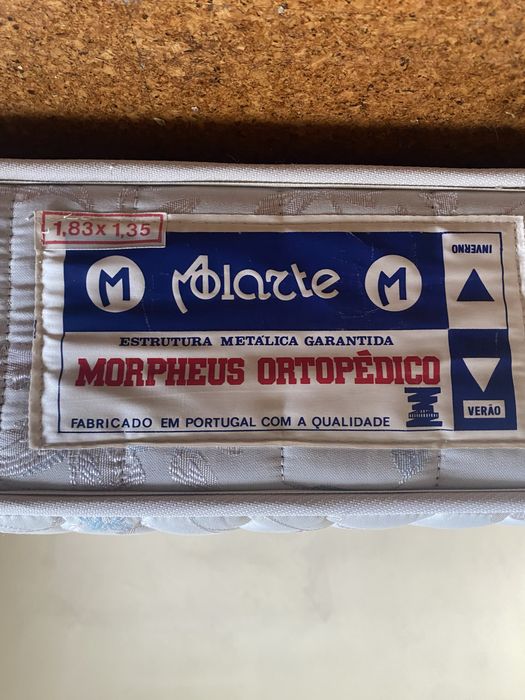 1,83 x 1,35
M Molarte M
INVERNO
ESTRUTURA METÁLICA GARANTIDA
MORPHEUS ORTOPÉDICO
FABRICADO EM PORTUGAL COM A QUALIDADE
VERÃO